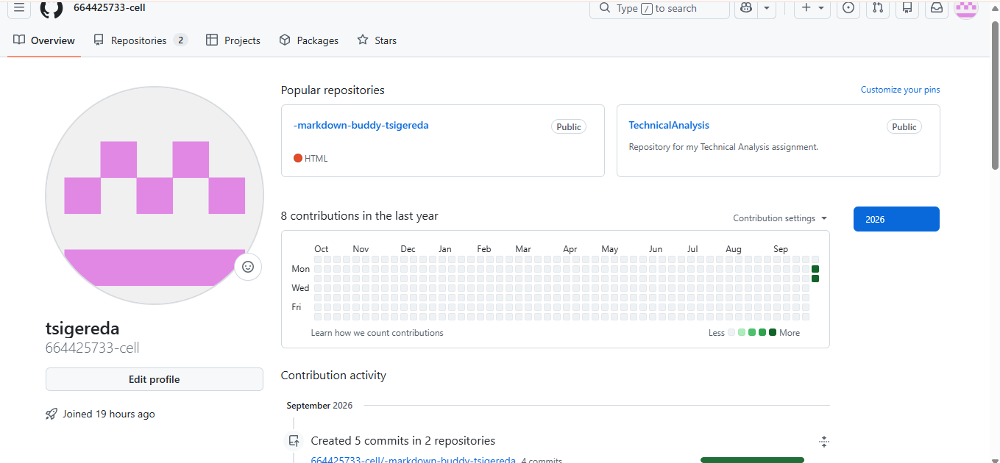 664425733-cell
Type / to search
Overview Repositories 2 Projects Packages Stars
Popular repositories
Customize your pins
-markdown-buddy-tsigereda Public
HTML
TechnicalAnalysis Public
Repository for my Technical Analysis assignment.
8 contributions in the last year
Contribution settings
2026
Oct Nov Dec Jan Feb Mar Apr May Jun Jul Aug Sep
Mon
Wed
Fri
Learn how we count contributions
Less More
tsigereda
664425733-cell
Edit profile
Joined 19 hours ago
Contribution activity
September 2026
Created 5 commits in 2 repositories
664425733-cell/-markdown-buddy-tsigereda 4 commits